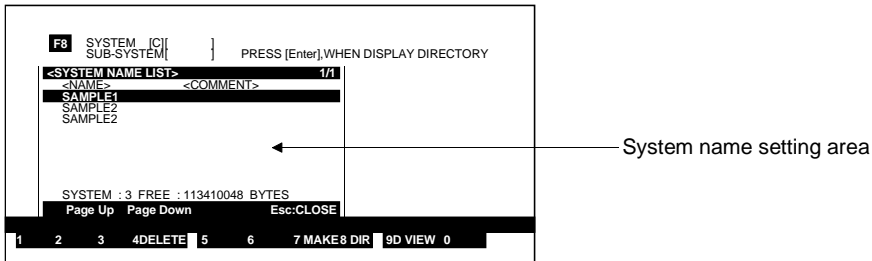 F8 SYSTEM [C][ ]
SUB-SYSTEM[ ] PRESS [Enter],WHEN DISPLAY DIRECTORY
<SYSTEM NAME LIST> 1/1
<NAME> <COMMENT>
SAMPLE1
SAMPLE2
SAMPLE2
System name setting area
SYSTEM : 3 FREE : 113410048 BYTES
Page Up Page Down Esc:CLOSE
1 2 3 4DELETE 5 6 7 MAKE 8 DIR 9D VIEW 0